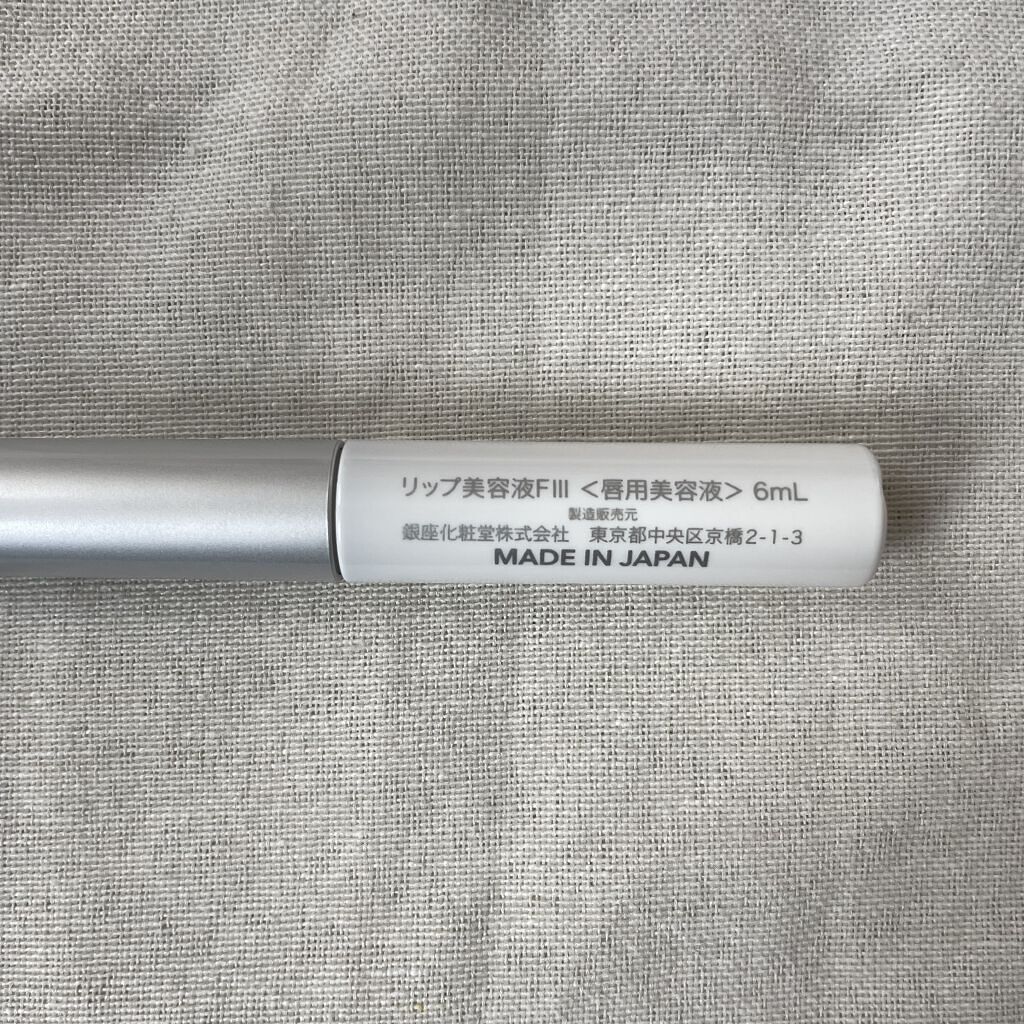 リップ美容液FⅢ <唇用美容液> 6mL
製造販売元
銀座化粧堂株式会社　東京都中央区京橋2-1-3
MADE IN JAPAN